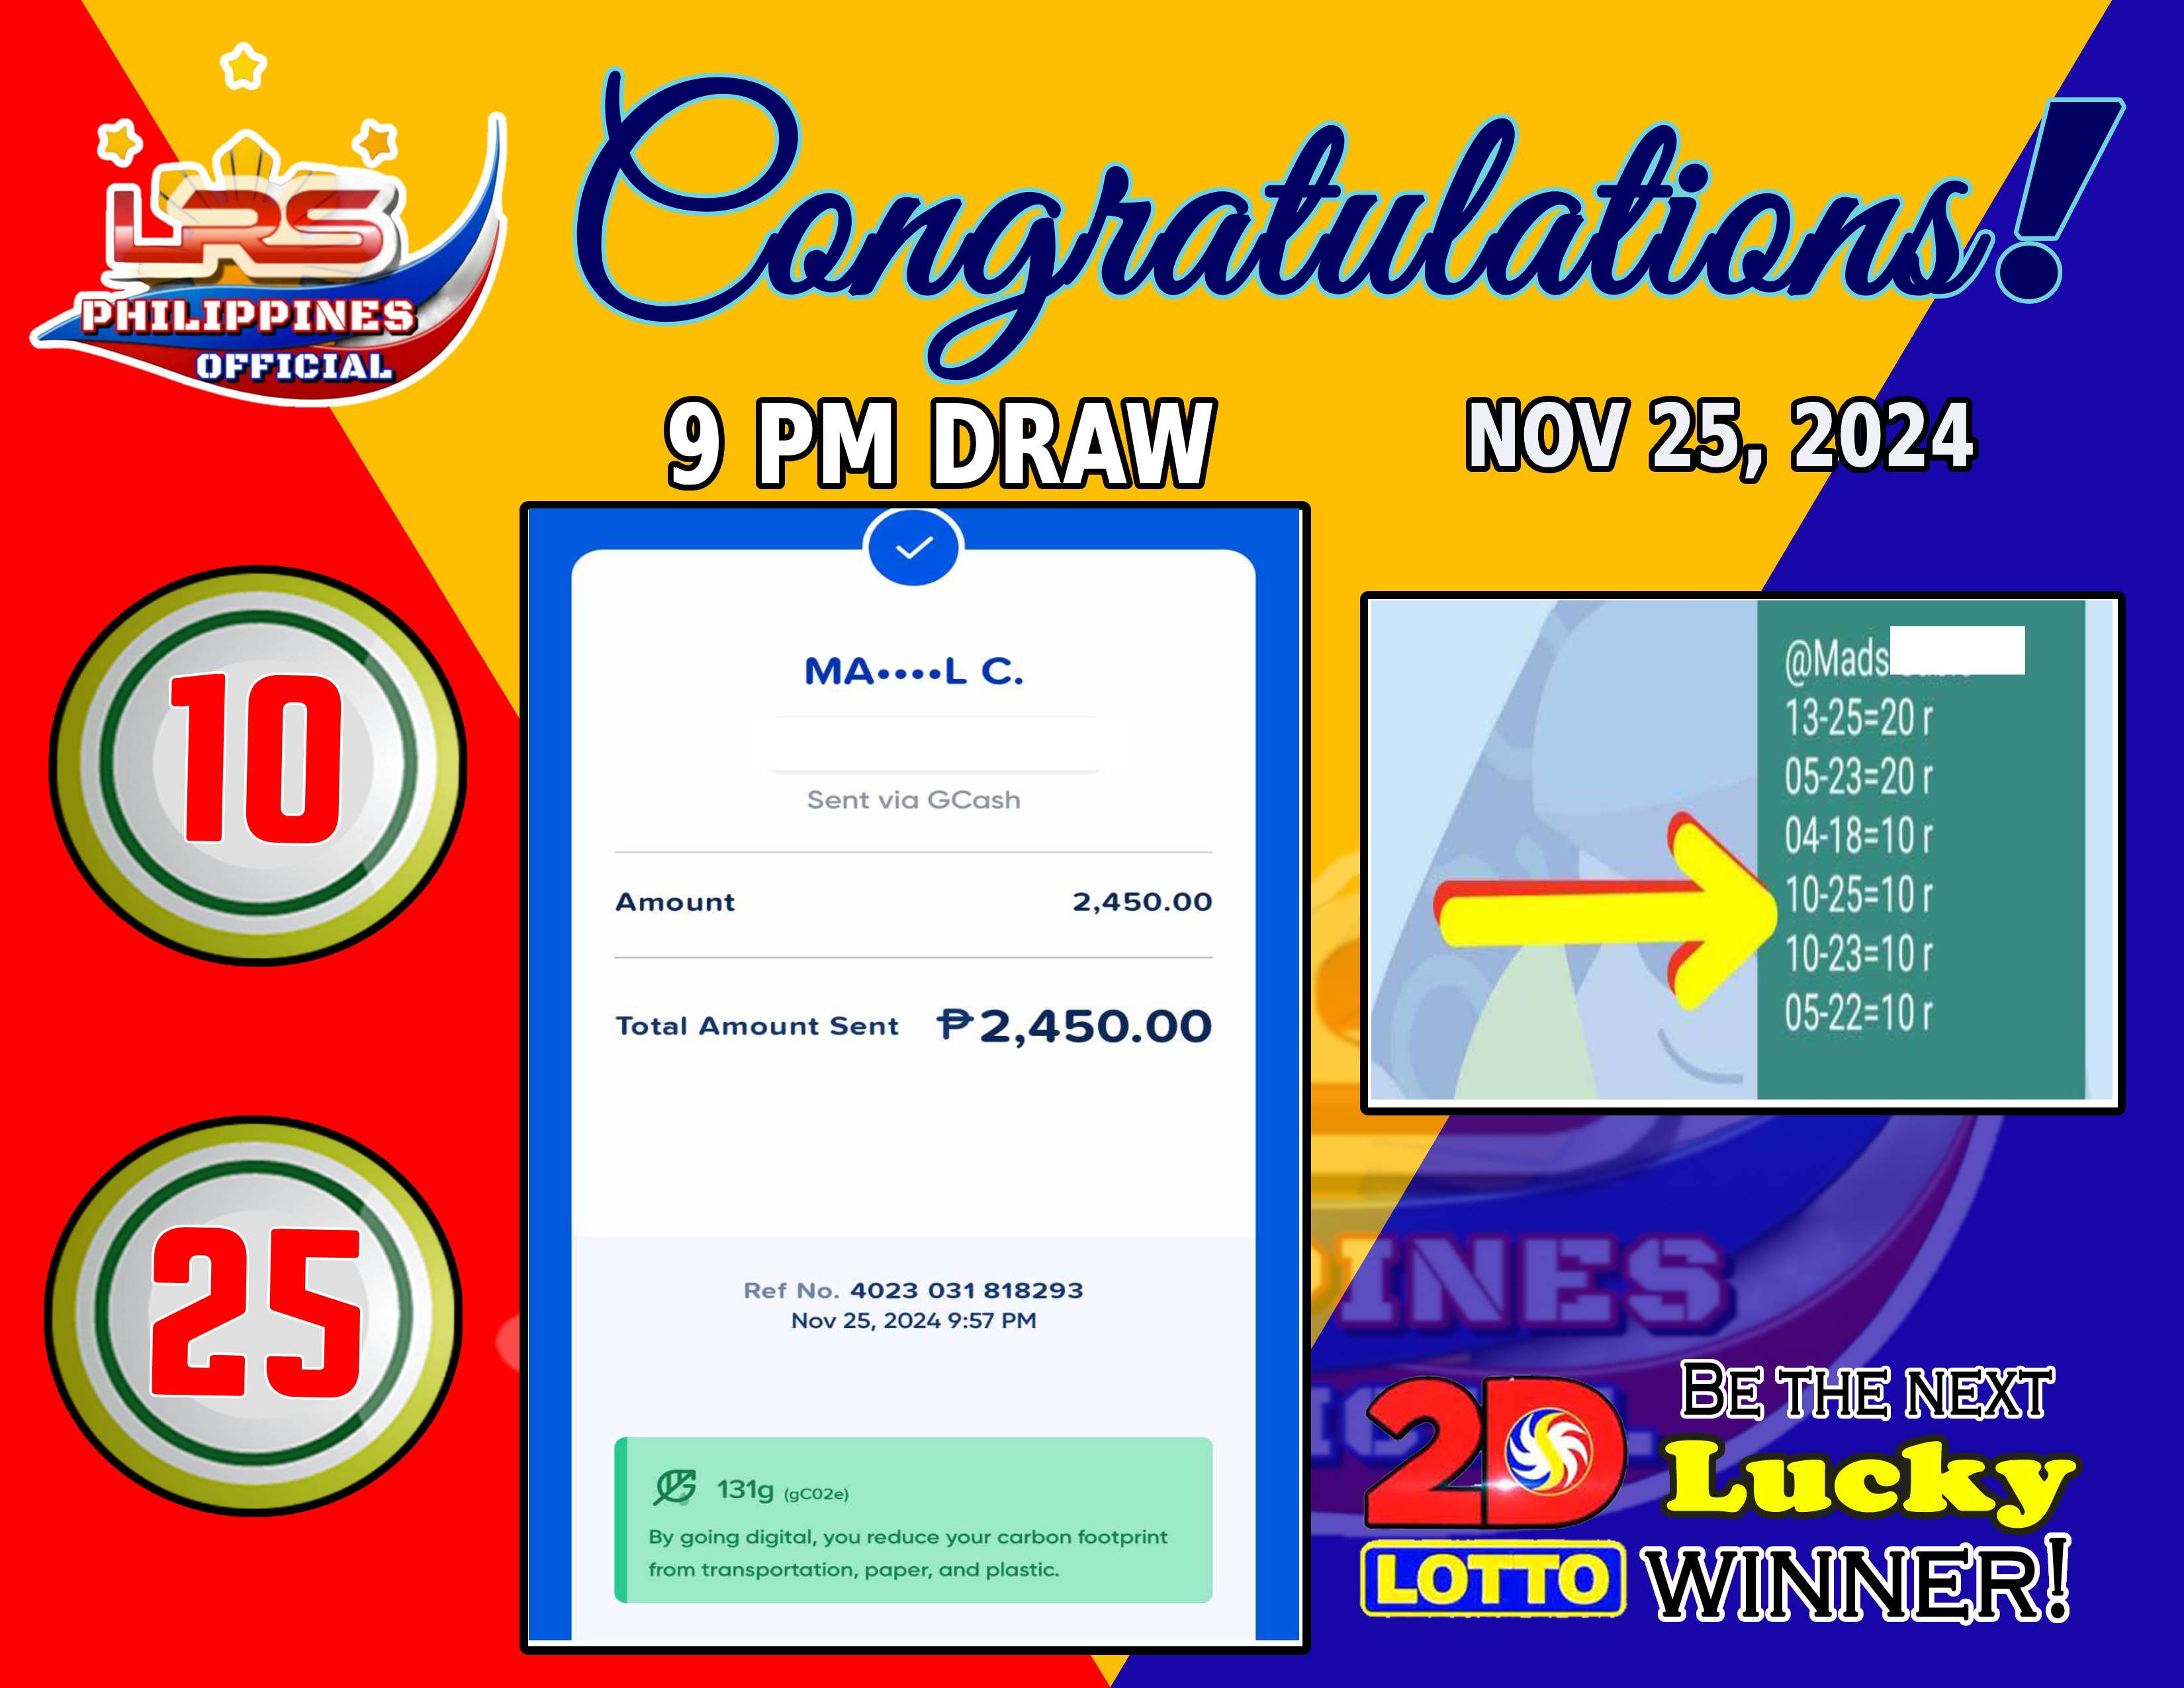 LRS
PHILIPPINES
OFFICIAL
Congratulations!
9 PM DRAW
NOV 25, 2024
10
25
MA••••L C.
Sent via GCash
Amount 2,450.00
Total Amount Sent ₱2,450.00
Ref No. 4023 031 818293
Nov 25, 2024 9:57 PM
131g (gCO2e)
By going digital, you reduce your carbon footprint
from transportation, paper, and plastic.
@Mads
13-25=20 r
05-23=20 r
04-18=10 r
10-25=10 r
10-23=10 r
05-22=10 r
PINES
2D
LOTTO
BE THE NEXT
Lucky
WINNER!